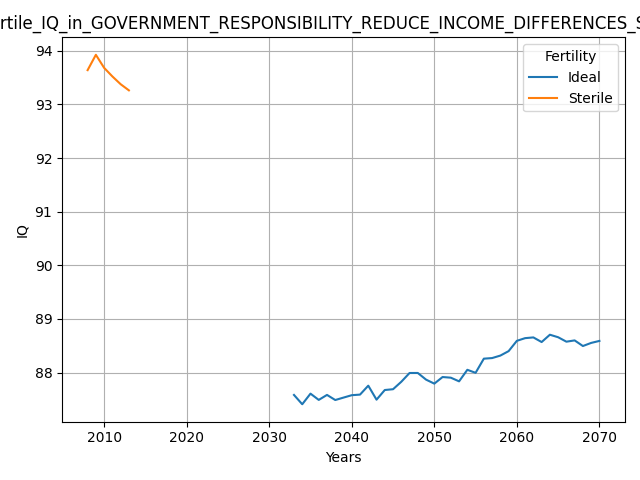 rtile_IQ_in_GOVERNMENT_RESPONSIBILITY_REDUCE_INCOME_DIFFERENCES_S
Fertility
Ideal
Sterile
94
93
92
91
90
89
88
IQ
2010 2020 2030 2040 2050 2060 2070
Years